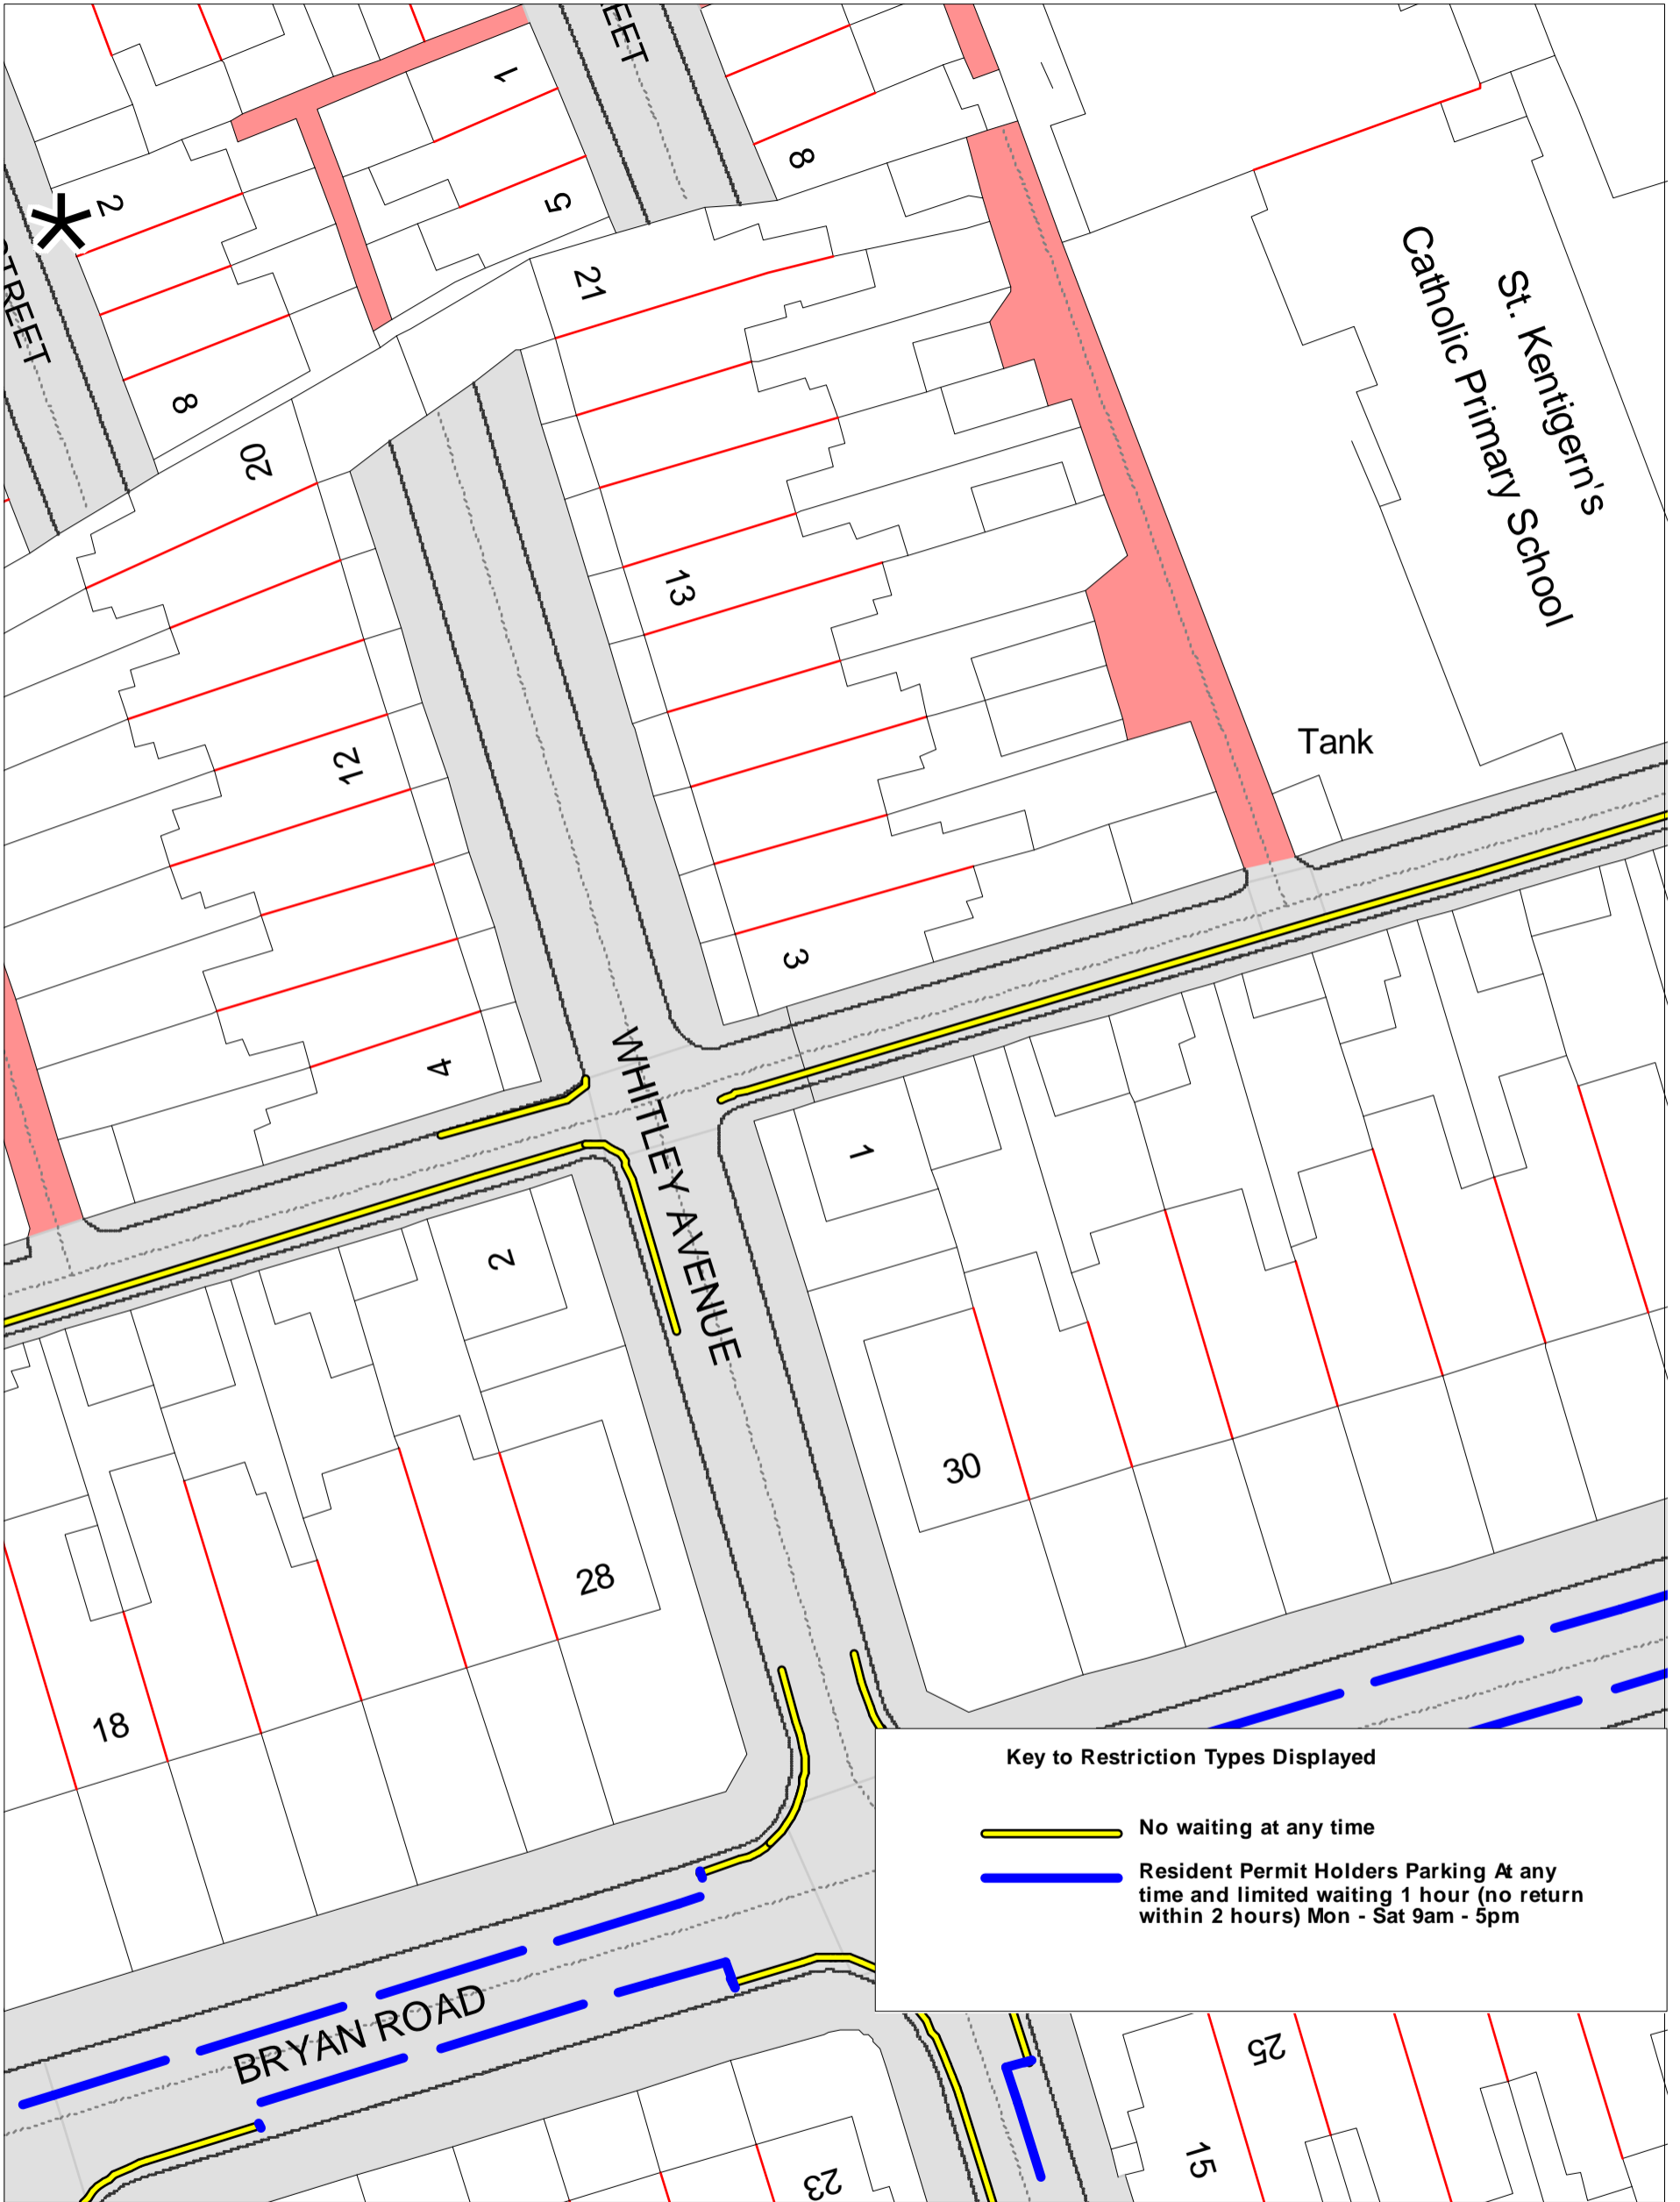 EET
1
8
5
2
*
STREET
21
8
20
St. Kentigern's
Catholic Primary School
13
Tank
12
3
4
WHITLEY AVENUE
1
2
30
28
18
Key to Restriction Types Displayed
No waiting at any time
Resident Permit Holders Parking At any
time and limited waiting 1 hour (no return
within 2 hours) Mon - Sat 9am - 5pm
BRYAN ROAD
25
15
23